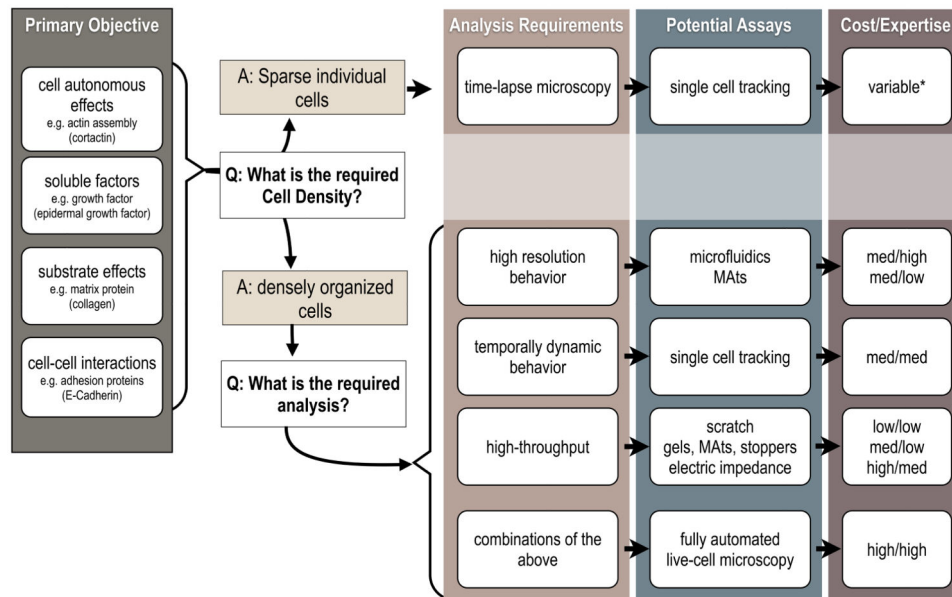 Primary Objective
cell autonomous
effects
e.g. actin assembly
(cortactin)
soluble factors
e.g. growth factor
(epidermal growth factor)
substrate effects
e.g. matrix protein
(collagen)
cell-cell interactions
e.g. adhesion proteins
(E-Cadherin)
A: Sparse individual
cells
Q: What is the required
Cell Density?
A: densely organized
cells
Q: What is the required
analysis?
Analysis Requirements
Potential Assays
Cost/Expertise
time-lapse microscopy
single cell tracking
variable*
high resolution
behavior
microfluidics
MAts
med/high
med/low
temporally dynamic
behavior
single cell tracking
med/med
high-throughput
scratch
gels, MAts, stoppers
electric impedance
low/low
med/low
high/med
combinations of the
above
fully automated
live-cell microscopy
high/high